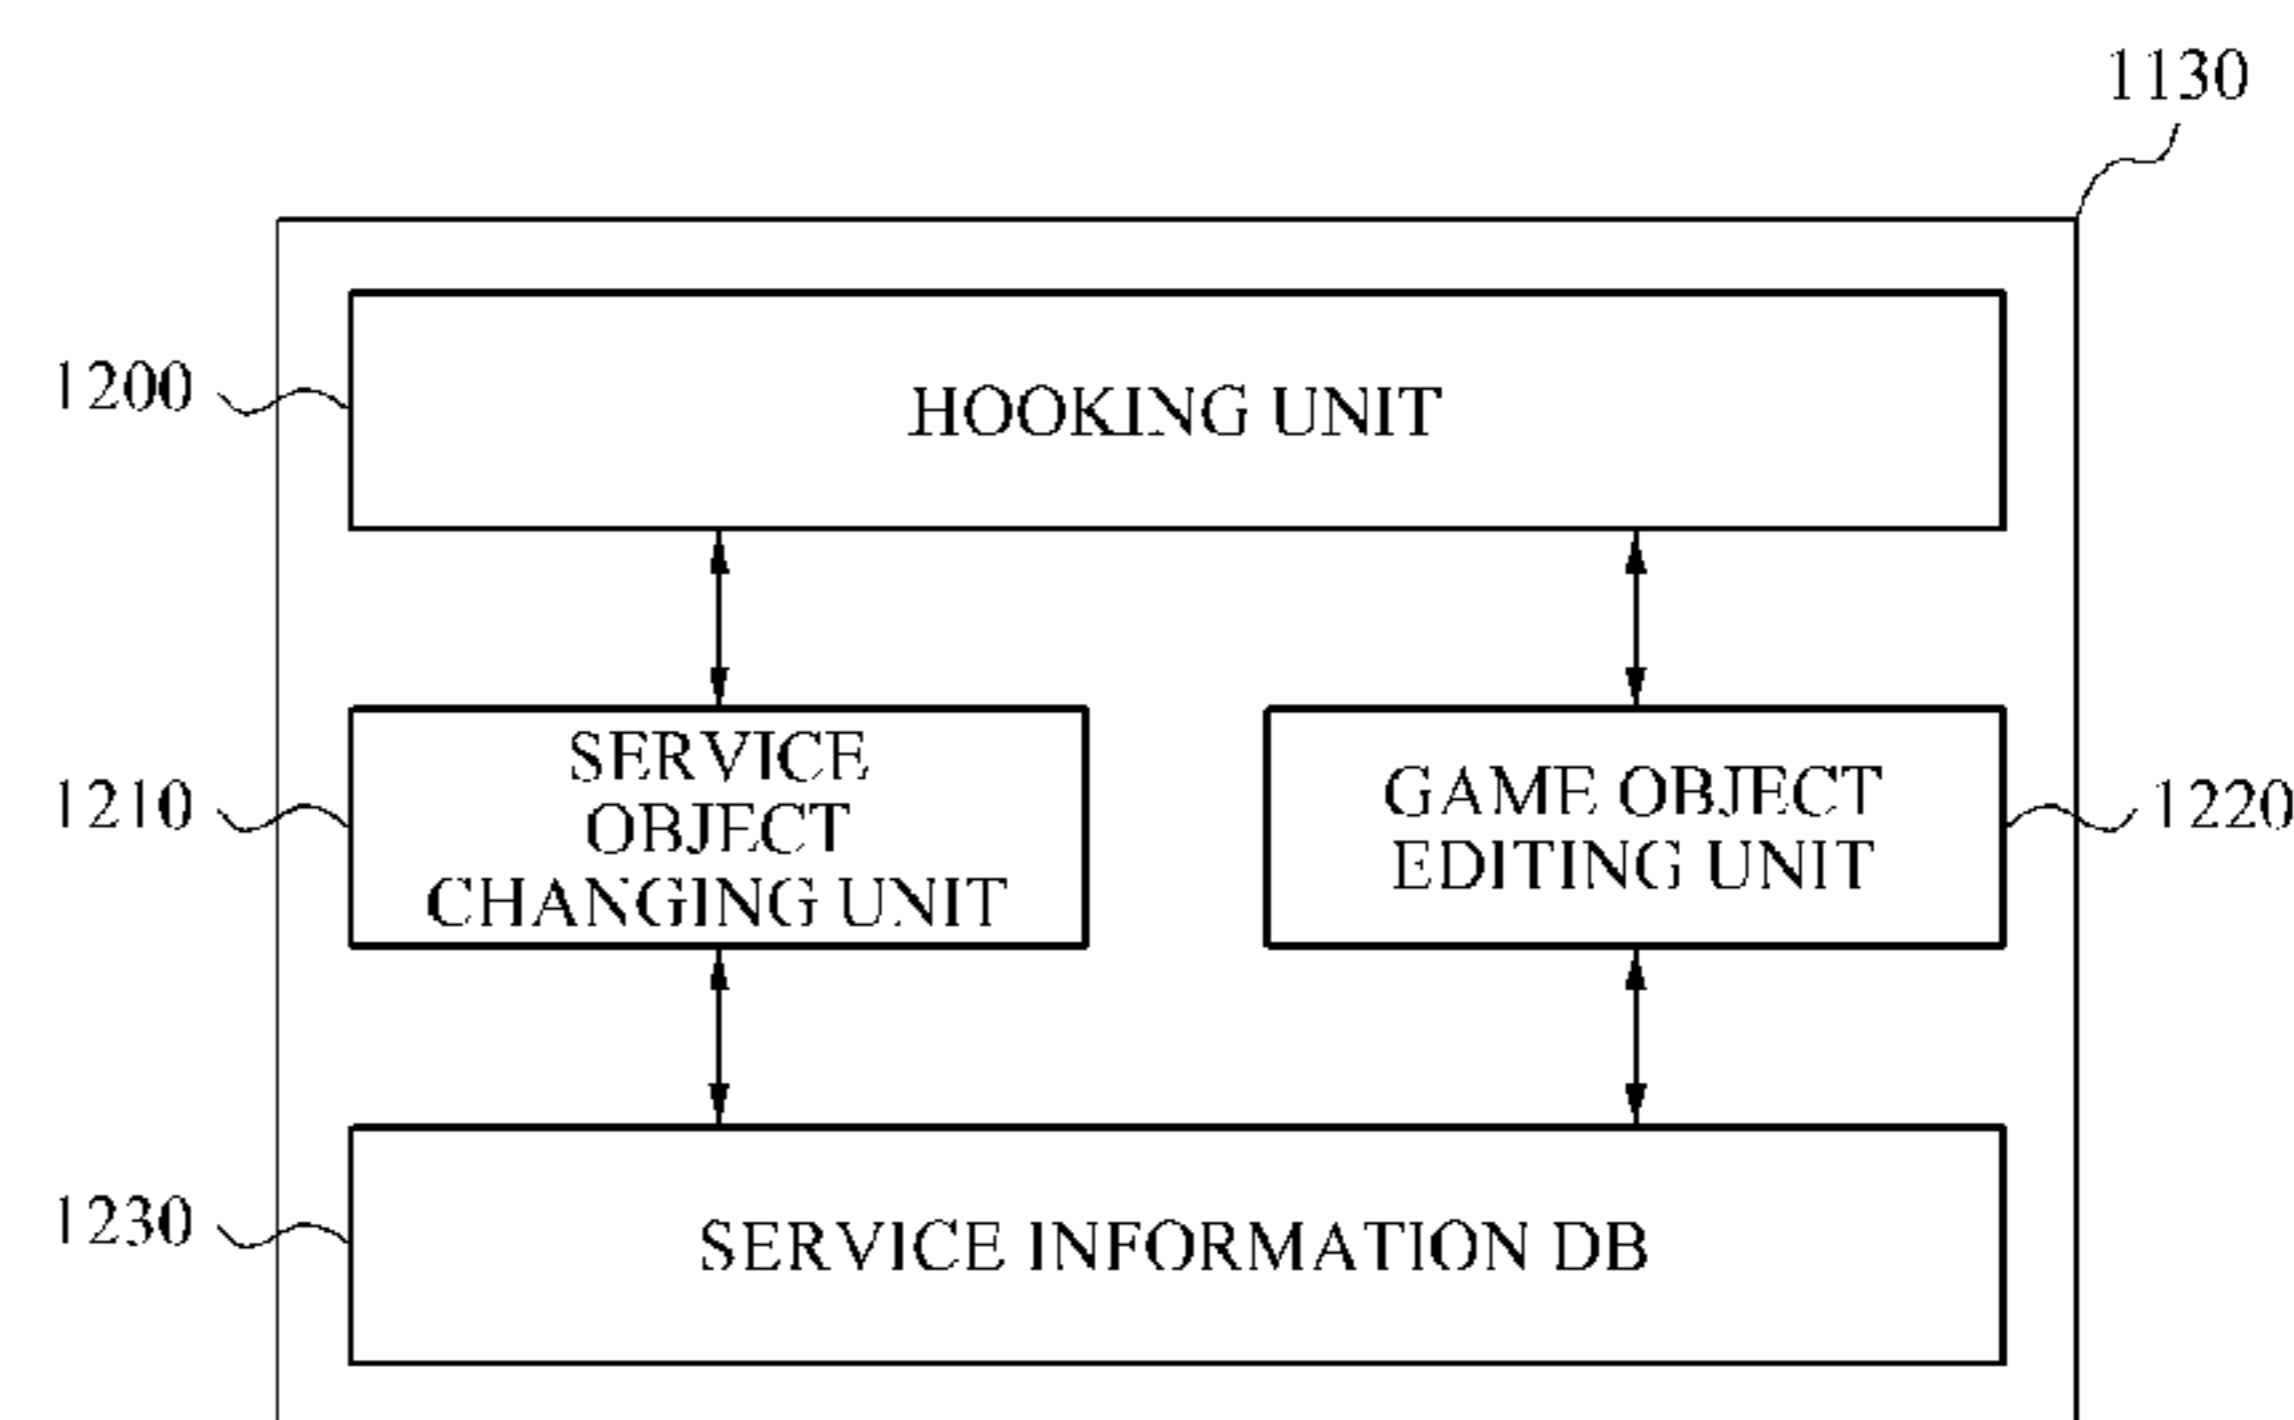 1130
1200
HOOKING UNIT
1210
SERVICE
OBJECT
CHANGING UNIT
GAME OBJECT
EDITING UNIT
1220
1230
SERVICE INFORMATION DB